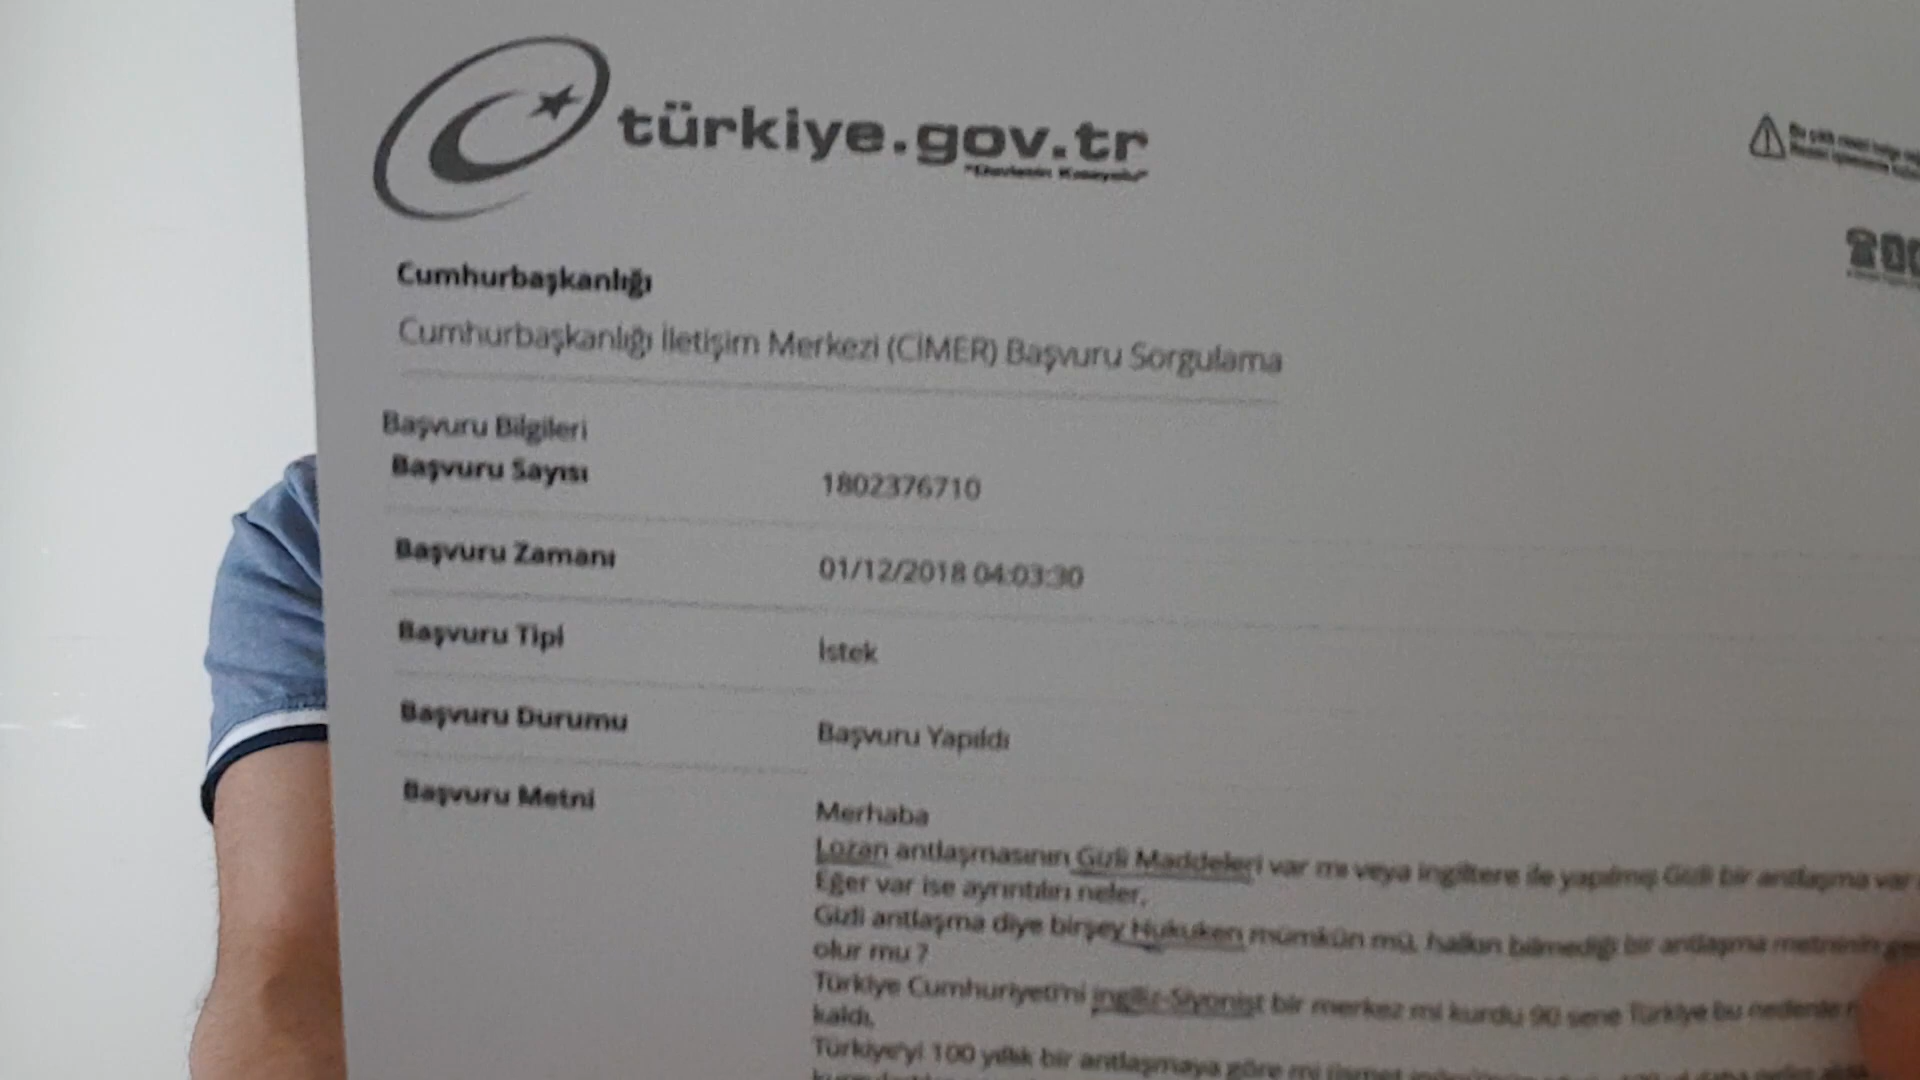 türkiye.gov.tr
"Devletin Kısayolu"
Cumhurbaşkanlığı
Cumhurbaşkanlığı İletişim Merkezi (CİMER) Başvuru Sorgulama
Başvuru Bilgileri
Başvuru Sayısı 1802376710
Başvuru Zamanı 01/12/2018 04:03:30
Başvuru Tipi İstek
Başvuru Durumu Başvuru Yapıldı
Başvuru Metni Merhaba
Lozan antlaşmasının Gizli Maddeleri var mı veya ingiltere ile yapılmış Gizli bir antlaşma var
Eğer var ise ayrıntıları neler,
Gizli antlaşma diye birşey Hukuken mümkün mü, halkın bilmediği bir antlaşma metninin
olur mu ?
Türkiye Cumhuriyeti'ni ingiliz-Siyonist bir merkez mi kurdu 90 sene Türkiye bu nedenle
kaldı,
Türkiye'yi 100 yıllık bir antlaşmaya göre mi